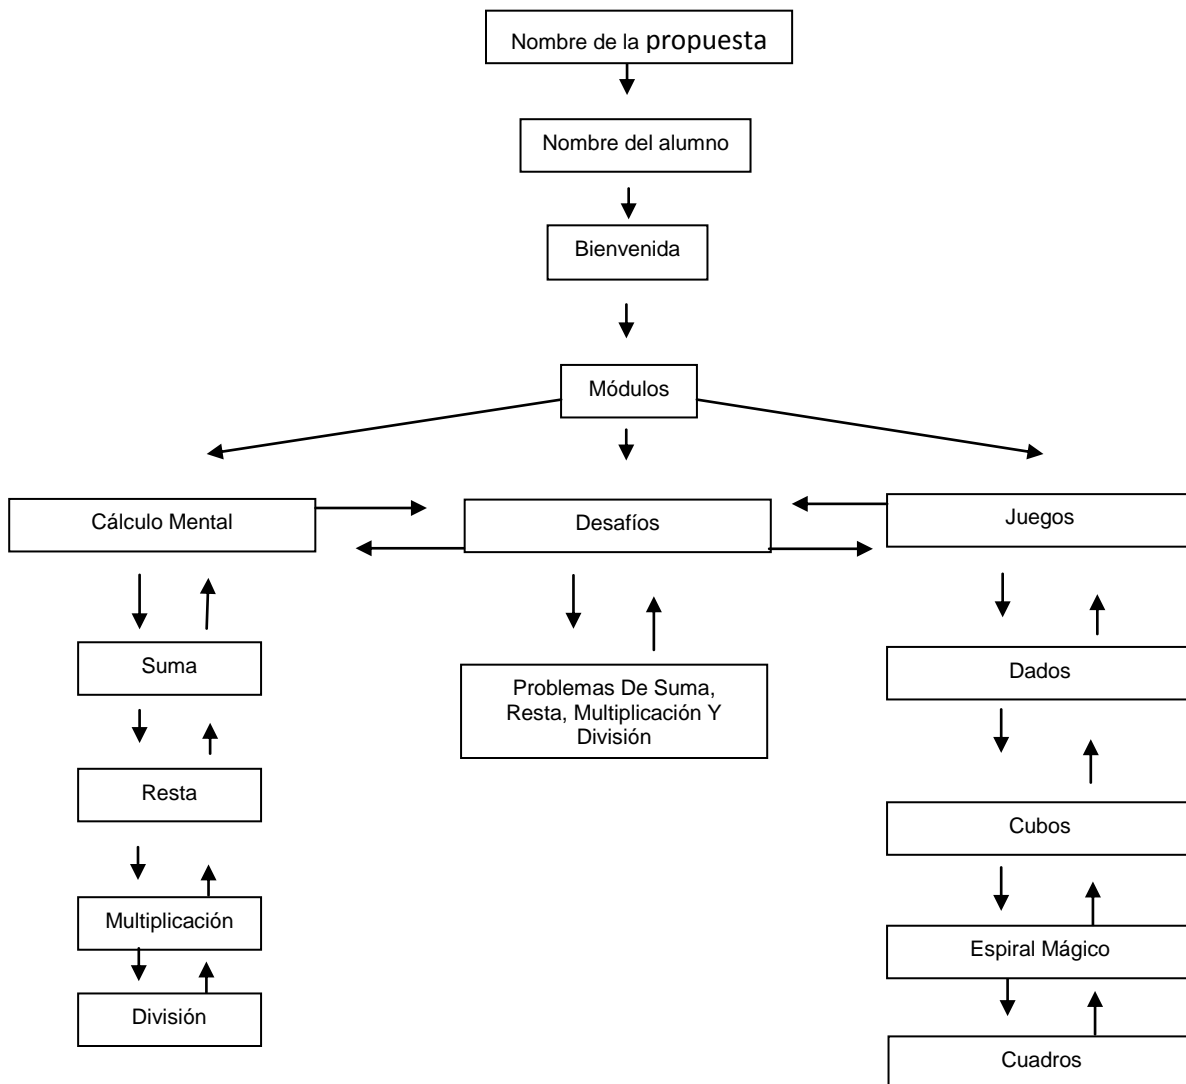 Nombre de la propuesta
Nombre del alumno
Bienvenida
Módulos
Cálculo Mental
Desafíos
Juegos
Suma
Resta
Multiplicación
División
Problemas De Suma,
Resta, Multiplicación Y
División
Dados
Cubos
Espiral Mágico
Cuadros